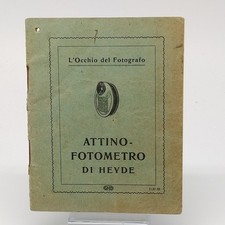 L'Occhio del Fotografo
ATTINO-
FOTOMETRO
DI HEYDE